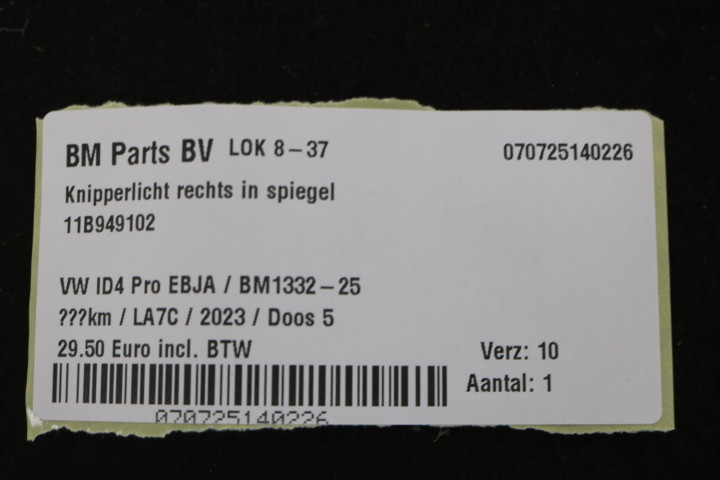 BM Parts BV LOK 8-37 070725140226
Knipperlicht rechts in spiegel
11B949102
VW ID4 Pro EBJA / BM1332-25
???km / LA7C / 2023 / Doos 5
29.50 Euro incl. BTW Verz: 10
Aantal: 1
070725140226